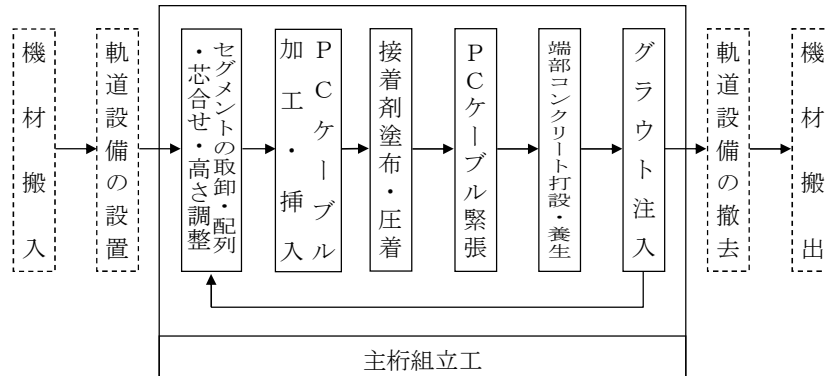 機材搬入
軌道設備の設置
セグメントの取卸・配列
・芯合せ・高さ調整
PCケーブル
加工・挿入
接着剤塗布・圧着
PCケーブル緊張
端部コンクリート打設・養生
グラウト注入
軌道設備の撤去
機材搬出
主桁組立工